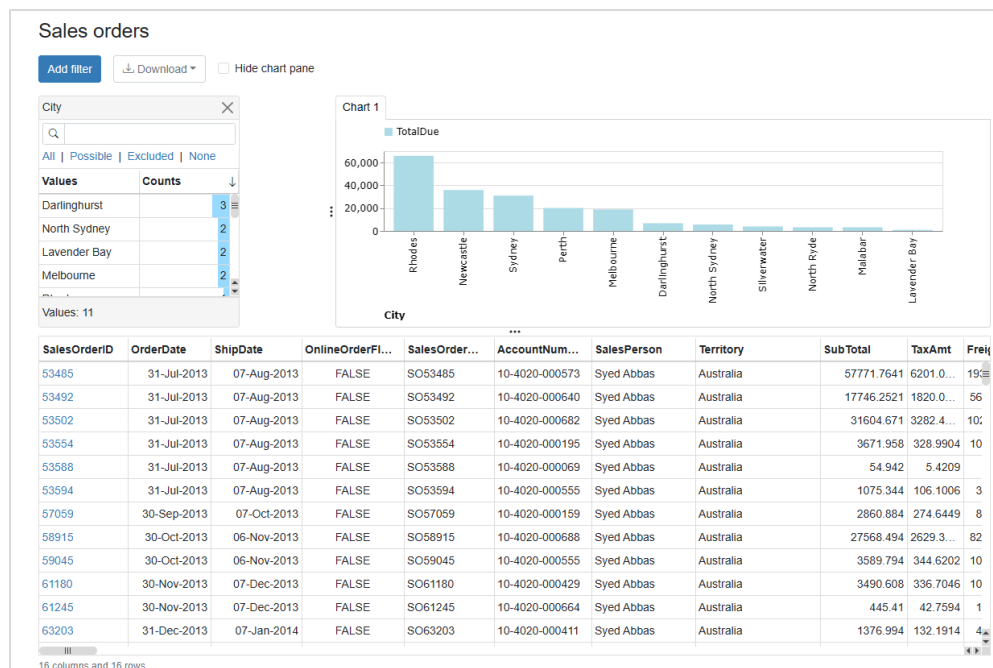 Sales orders
Add filter Download Hide chart pane
City
All | Possible | Excluded | None
Values Counts
Darlinghurst 3
North Sydney 2
Lavender Bay 2
Melbourne 2
Values: 11
Chart 1
TotalDue
60,000
40,000
20,000
0
Rhodes Newcastle Sydney Perth Melbourne Darlinghurst North Sydney Silverwater North Ryde Malabar Lavender Bay
City
SalesOrderID OrderDate ShipDate OnlineOrderFl... SalesOrder... AccountNum... SalesPerson Territory SubTotal TaxAmt Freig
53485 31-Jul-2013 07-Aug-2013 FALSE SO53485 10-4020-000573 Syed Abbas Australia 57771.7641 6201.0... 193
53492 31-Jul-2013 07-Aug-2013 FALSE SO53492 10-4020-000640 Syed Abbas Australia 17746.2521 1820.0... 56
53502 31-Jul-2013 07-Aug-2013 FALSE SO53502 10-4020-000682 Syed Abbas Australia 31604.671 3282.4... 102
53554 31-Jul-2013 07-Aug-2013 FALSE SO53554 10-4020-000195 Syed Abbas Australia 3671.958 328.9904 10
53588 31-Jul-2013 07-Aug-2013 FALSE SO53588 10-4020-000069 Syed Abbas Australia 54.942 5.4209
53594 31-Jul-2013 07-Aug-2013 FALSE SO53594 10-4020-000555 Syed Abbas Australia 1075.344 106.1006 3
57059 30-Sep-2013 07-Oct-2013 FALSE SO57059 10-4020-000159 Syed Abbas Australia 2860.884 274.6449 8
58915 30-Oct-2013 06-Nov-2013 FALSE SO58915 10-4020-000688 Syed Abbas Australia 27568.494 2629.3... 82
59045 30-Oct-2013 06-Nov-2013 FALSE SO59045 10-4020-000555 Syed Abbas Australia 3589.794 344.6202 10
61180 30-Nov-2013 07-Dec-2013 FALSE SO61180 10-4020-000429 Syed Abbas Australia 3490.608 336.7046 10
61245 30-Nov-2013 07-Dec-2013 FALSE SO61245 10-4020-000664 Syed Abbas Australia 445.41 42.7594 1
63203 31-Dec-2013 07-Jan-2014 FALSE SO63203 10-4020-000411 Syed Abbas Australia 1376.994 132.1914 4
16 columns and 16 rows